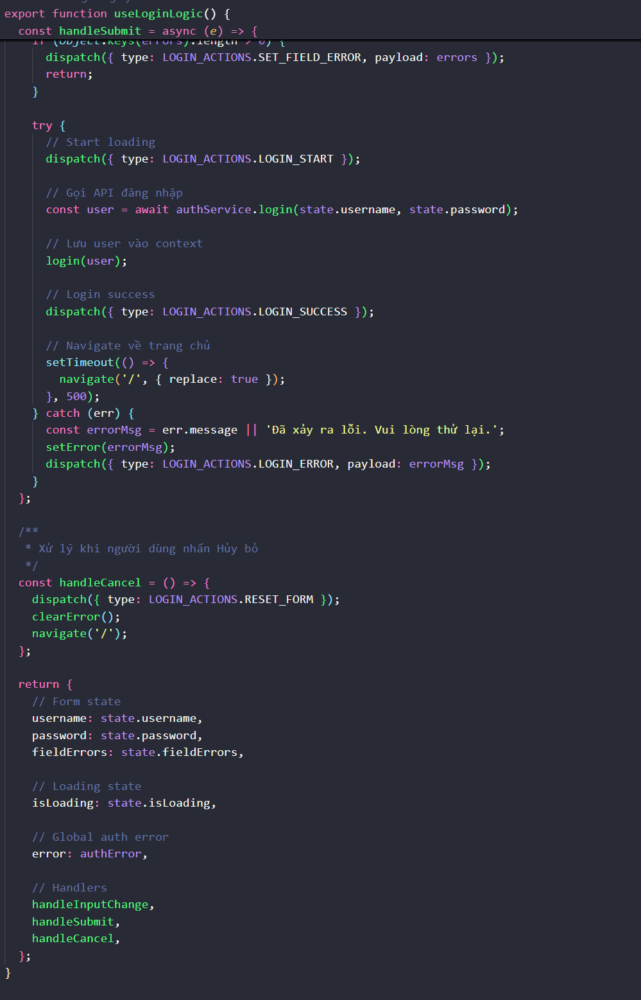 export function useLoginLogic() {
const handleSubmit = async (e) => {
if (Object.keys(errors).length > 0) {
dispatch({ type: LOGIN_ACTIONS.SET_FIELD_ERROR, payload: errors });
return;
}
try {
// Start loading
dispatch({ type: LOGIN_ACTIONS.LOGIN_START });
// Gọi API đăng nhập
const user = await authService.login(state.username, state.password);
// Lưu user vào context
login(user);
// Login success
dispatch({ type: LOGIN_ACTIONS.LOGIN_SUCCESS });
// Navigate về trang chủ
setTimeout(() => {
navigate('/', { replace: true });
}, 500);
} catch (err) {
const errorMsg = err.message || 'Đã xảy ra lỗi. Vui lòng thử lại.';
setError(errorMsg);
dispatch({ type: LOGIN_ACTIONS.LOGIN_ERROR, payload: errorMsg });
}
};
/**
* Xử lý khi người dùng nhấn Hủy bỏ
*/
const handleCancel = () => {
dispatch({ type: LOGIN_ACTIONS.RESET_FORM });
clearError();
navigate('/');
};
return {
// Form state
username: state.username,
password: state.password,
fieldErrors: state.fieldErrors,
// Loading state
isLoading: state.isLoading,
// Global auth error
error: authError,
// Handlers
handleInputChange,
handleSubmit,
handleCancel,
};
}